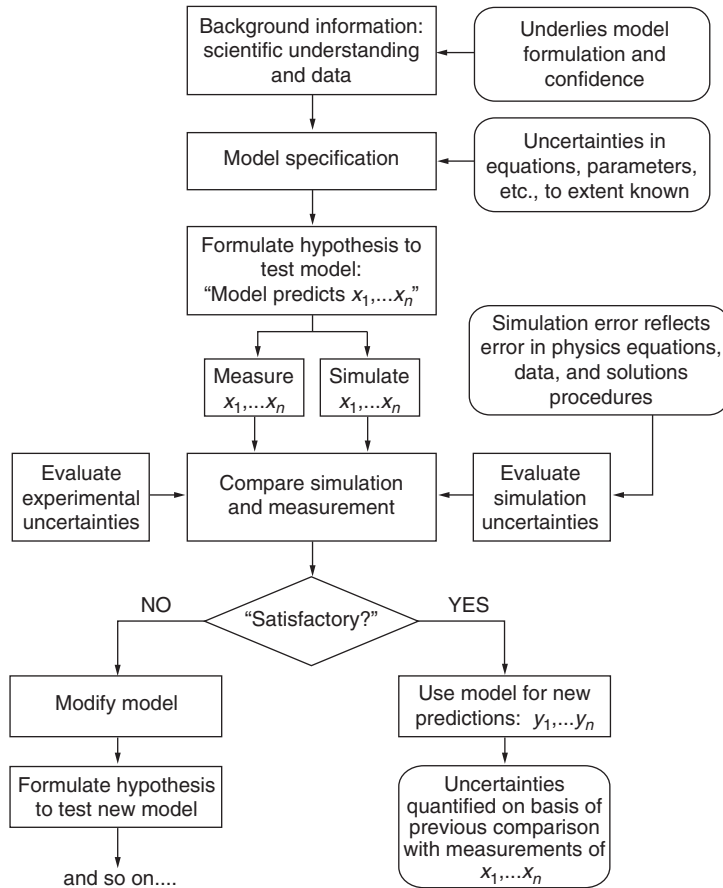 Background information:
scientific understanding
and data
Underlies model
formulation and
confidence
Model specification
Uncertainties in
equations, parameters,
etc., to extent known
Formulate hypothesis to
test model:
“Model predicts x₁,...xₙ”
Simulation error reflects
error in physics equations,
data, and solutions
procedures
Measure
x₁,...xₙ
Simulate
x₁,...xₙ
Evaluate
experimental
uncertainties
Compare simulation
and measurement
Evaluate
simulation
uncertainties
“Satisfactory?”
NO
YES
Modify model
Use model for new
predictions: y₁,...yₙ
Formulate hypothesis
to test new model
Uncertainties
quantified on basis of
previous comparison
with measurements of
x₁,...xₙ
and so on....